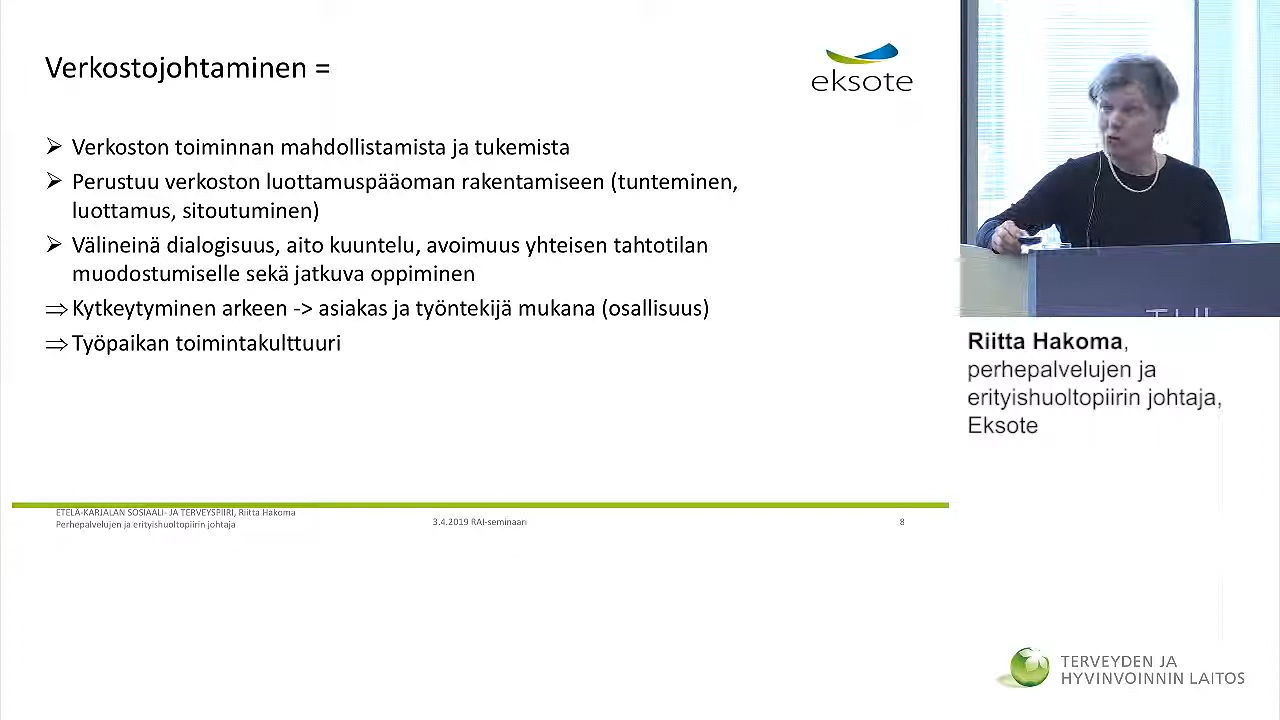 Verkostojohtaminen =
eksote
Verkoston toiminnan mahdollistamista ja tukemista
Perustuu verkoston luottamuspääoman rakentamiseen (tunteminen,
luottamus, sitoutuminen)
Välineinä dialogisuus, aito kuuntelu, avoimuus yhteisen tahtotilan
muodostumiselle sekä jatkuva oppiminen
⇒ Kytkeytyminen arkeen -> asiakas ja työntekijä mukana (osallisuus)
⇒ Työpaikan toimintakulttuuri
ETELÄ-KARJALAN SOSIAALI- JA TERVEYSPIIRI, Riitta Hakoma
Perhepalvelujen ja erityishuoltopiirin johtaja
3.4.2019 RAI-seminaari
8
Riitta Hakoma,
perhepalvelujen ja
erityishuoltopiirin johtaja,
Eksote
TERVEYDEN JA
HYVINVOINNIN LAITOS